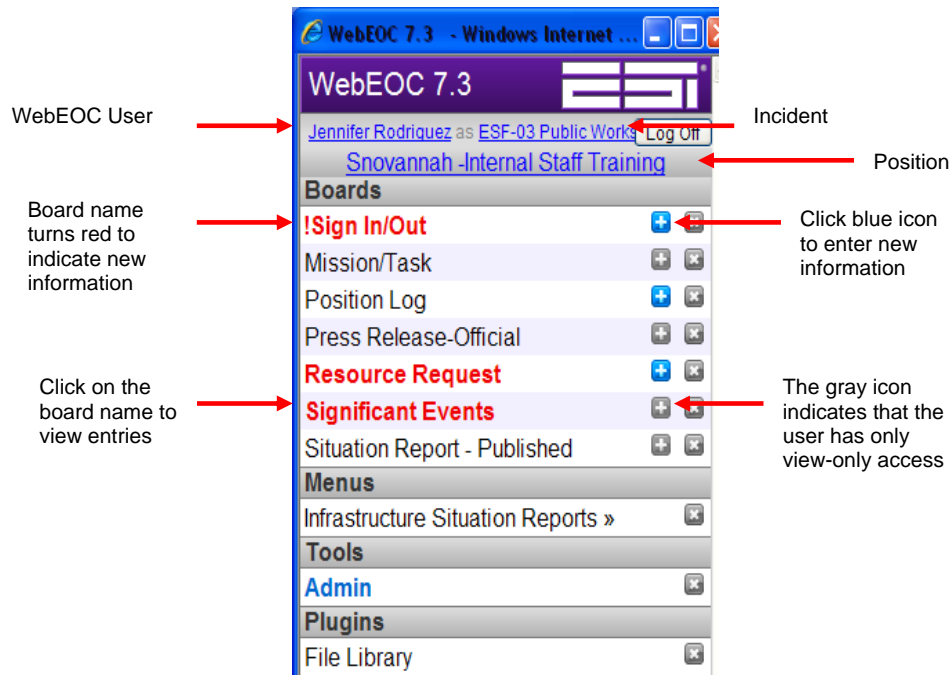 WebEOC 7.3 - Windows Internet ...
WebEOC 7.3
ESi
WebEOC User
Jennifer Rodriquez as ESF-03 Public Works
Log Off
Incident
Snovannah -Internal Staff Training
Position
Boards
Board name
turns red to
indicate new
information
!Sign In/Out
Click blue icon
to enter new
information
Mission/Task
Position Log
Press Release-Official
Resource Request
Click on the
board name to
view entries
Significant Events
The gray icon
indicates that the
user has only
view-only access
Situation Report - Published
Menus
Infrastructure Situation Reports »
Tools
Admin
Plugins
File Library